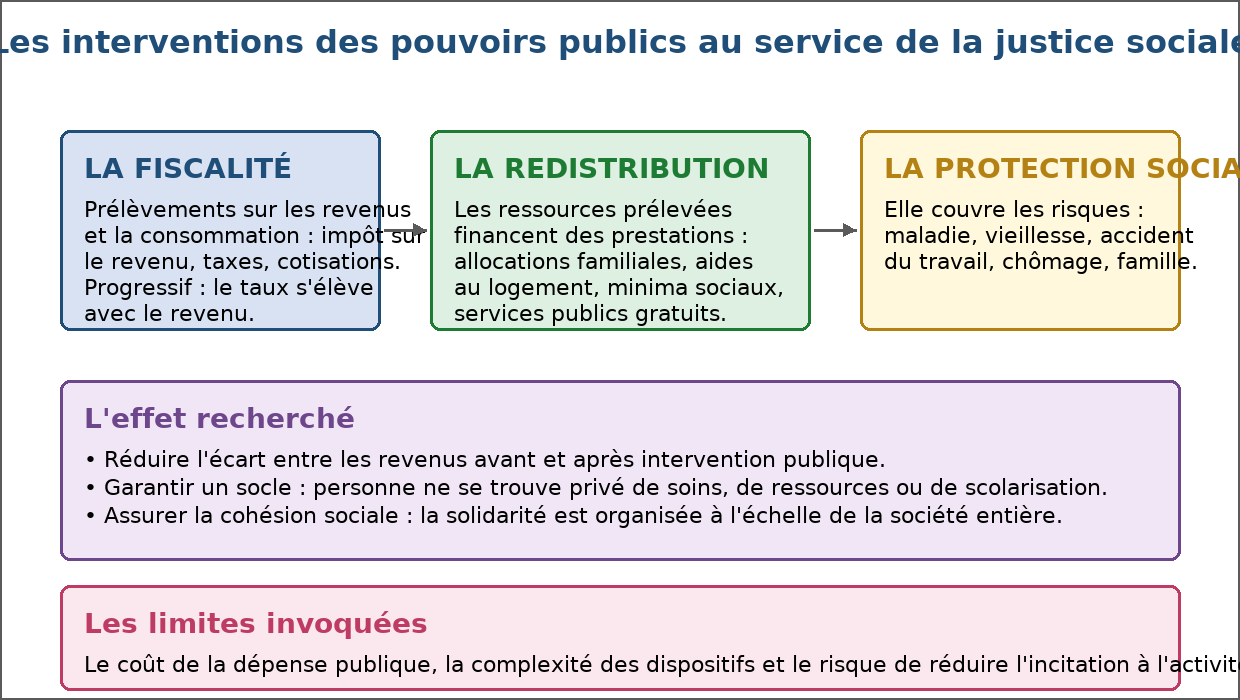 Les interventions des pouvoirs publics au service de la justice sociale
LA FISCALITÉ
Prélèvements sur les revenus
et la consommation : impôt sur
le revenu, taxes, cotisations.
Progressif : le taux s'élève
avec le revenu.
LA REDISTRIBUTION
Les ressources prélevées
financent des prestations :
allocations familiales, aides
au logement, minima sociaux,
services publics gratuits.
LA PROTECTION SOCIA
Elle couvre les risques :
maladie, vieillesse, accident
du travail, chômage, famille.
L'effet recherché
• Réduire l'écart entre les revenus avant et après intervention publique.
• Garantir un socle : personne ne se trouve privé de soins, de ressources ou de scolarisation.
• Assurer la cohésion sociale : la solidarité est organisée à l'échelle de la société entière.
Les limites invoquées
Le coût de la dépense publique, la complexité des dispositifs et le risque de réduire l'incitation à l'activité